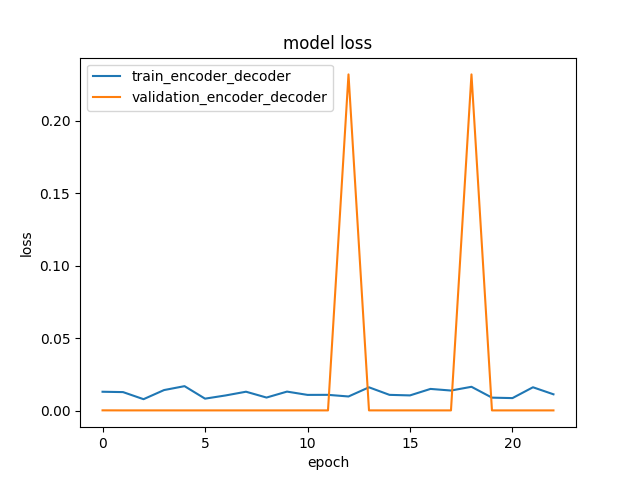 model loss
train_encoder_decoder
validation_encoder_decoder
0.20
0.15
0.10
0.05
0.00
loss
0 5 10 15 20
epoch